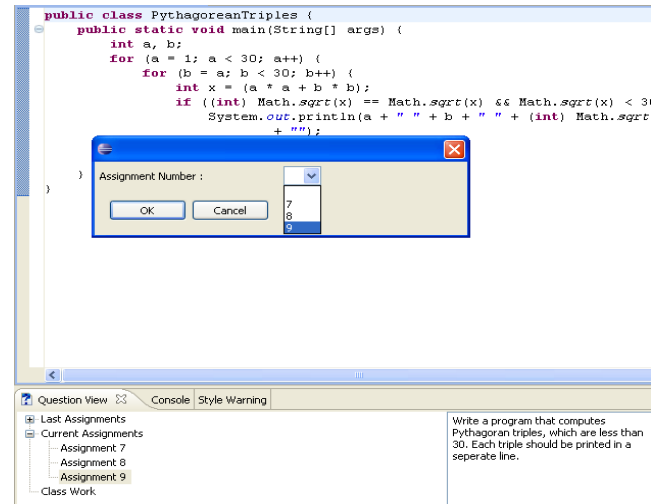 public class PythagoreanTriples {
public static void main(String[] args) {
int a, b;
for (a = 1; a < 30; a++) {
for (b = a; b < 30; b++) {
int x = (a * a + b * b);
if ((int) Math.sqrt(x) == Math.sqrt(x) && Math.sqrt(x) < 30
System.out.println(a + " " + b + " " + (int) Math.sqrt
+ "");
}
}
Assignment Number :
7
8
9
OK Cancel
Question View Console Style Warning
Last Assignments
Current Assignments
Assignment 7
Assignment 8
Assignment 9
Class Work
Write a program that computes
Pythagoran triples, which are less than
30. Each triple should be printed in a
seperate line.